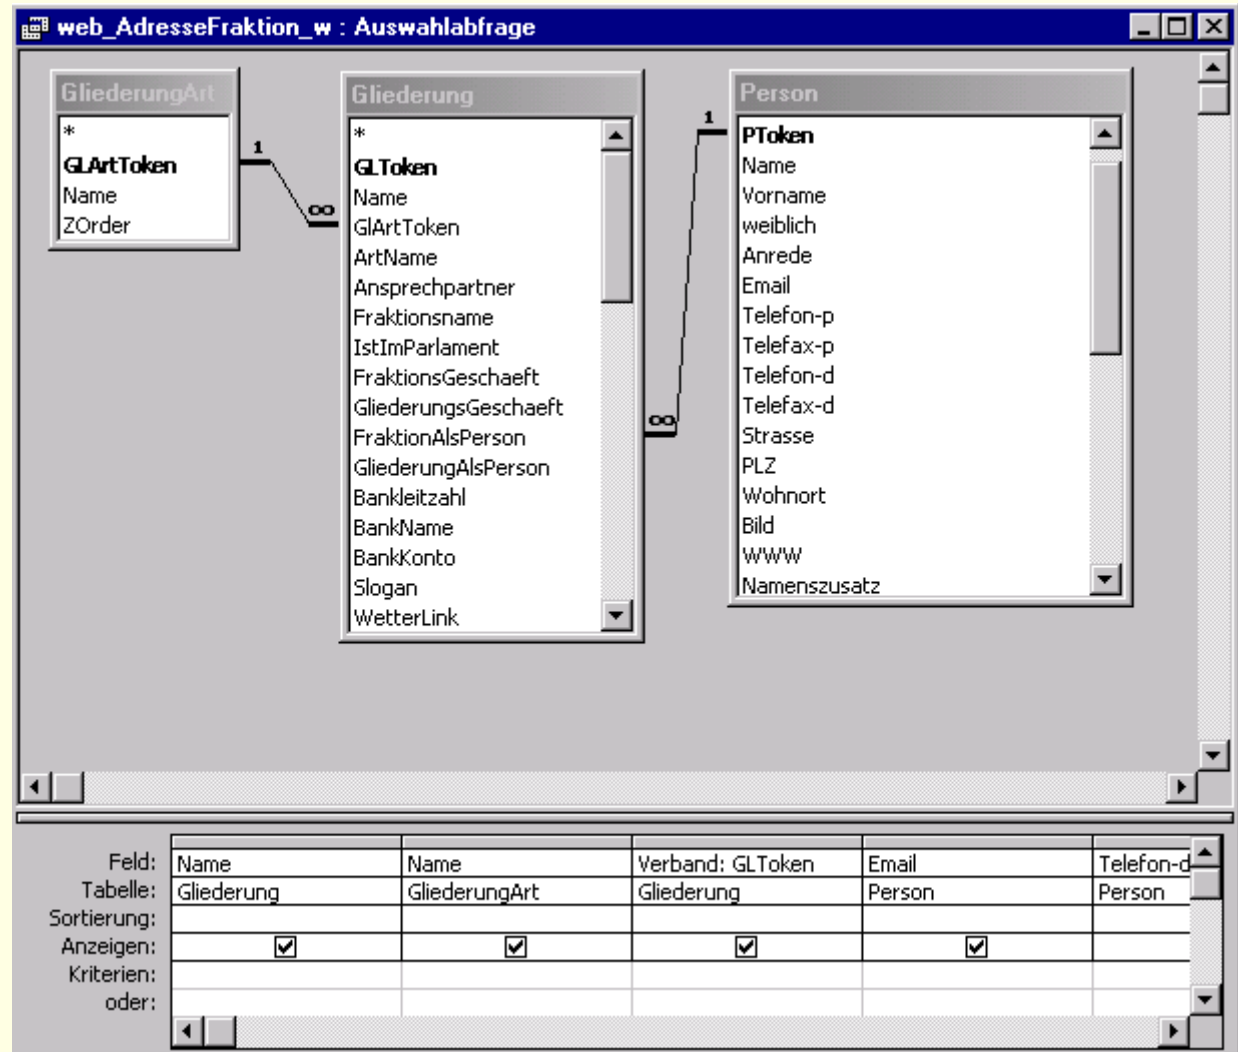 web_AdresseFraktion_w : Auswahlabfrage
GliederungArt
*
GLArtToken
Name
ZOrder
1
∞
Gliederung
*
GLToken
Name
GlArtToken
ArtName
Ansprechpartner
Fraktionsname
IstImParlament
FraktionsGeschaeft
GliederungsGeschaeft
FraktionAlsPerson
GliederungAlsPerson
Bankleitzahl
BankName
BankKonto
Slogan
WetterLink
∞
1
Person
PToken
Name
Vorname
weiblich
Anrede
Email
Telefon-p
Telefax-p
Telefon-d
Telefax-d
Strasse
PLZ
Wohnort
Bild
WWW
Namenszusatz
Feld: Name Name Verband: GLToken Email Telefon-d
Tabelle: Gliederung GliederungArt Gliederung Person Person
Sortierung:
Anzeigen:
Kriterien:
oder: